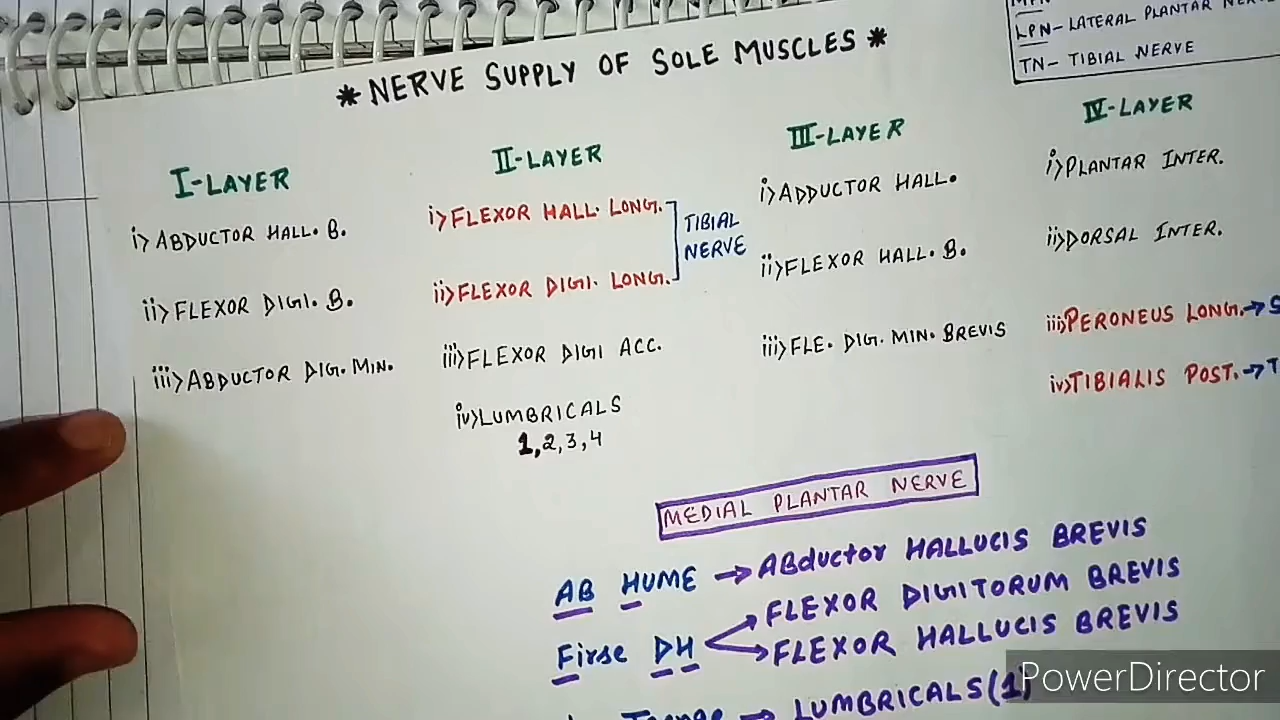 LPN- LATERAL PLANTAR
TN- TIBIAL NERVE
* NERVE SUPPLY OF SOLE MUSCLES *
I-LAYER
i> ABDUCTOR HALL. B.
ii> FLEXOR DIGI. B.
iii> ABDUCTOR DIG. MIN.
II-LAYER
i> FLEXOR HALL. LONG.
ii> FLEXOR DIGI. LONG.
TIBIAL
NERVE
iii> FLEXOR DIGI ACC.
iv> LUMBRICALS
1, 2, 3, 4
III-LAYER
i> ADDUCTOR HALL.
ii> FLEXOR HALL. B.
iii> FLE. DIG. MIN. BREVIS
IV-LAYER
i> PLANTAR INTER.
ii> DORSAL INTER.
iii> PERONEUS LONG. →
iv> TIBIALIS POST. →
MEDIAL PLANTAR NERVE
AB HUME → ABductor HALLUCIS BREVIS
Firse DH → FLEXOR DIGITORUM BREVIS
→ FLEXOR HALLUCIS BREVIS
→ LUMBRICALS (1)
PowerDirector